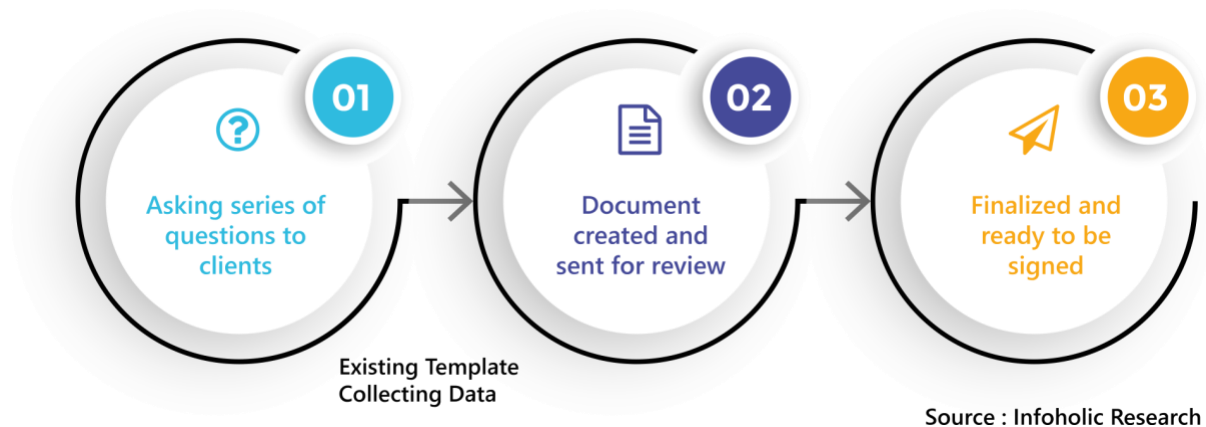 01
Asking series of
questions to
clients
02
Document
created and
sent for review
03
Finalized and
ready to be
signed
Existing Template
Collecting Data
Source : Infoholic Research